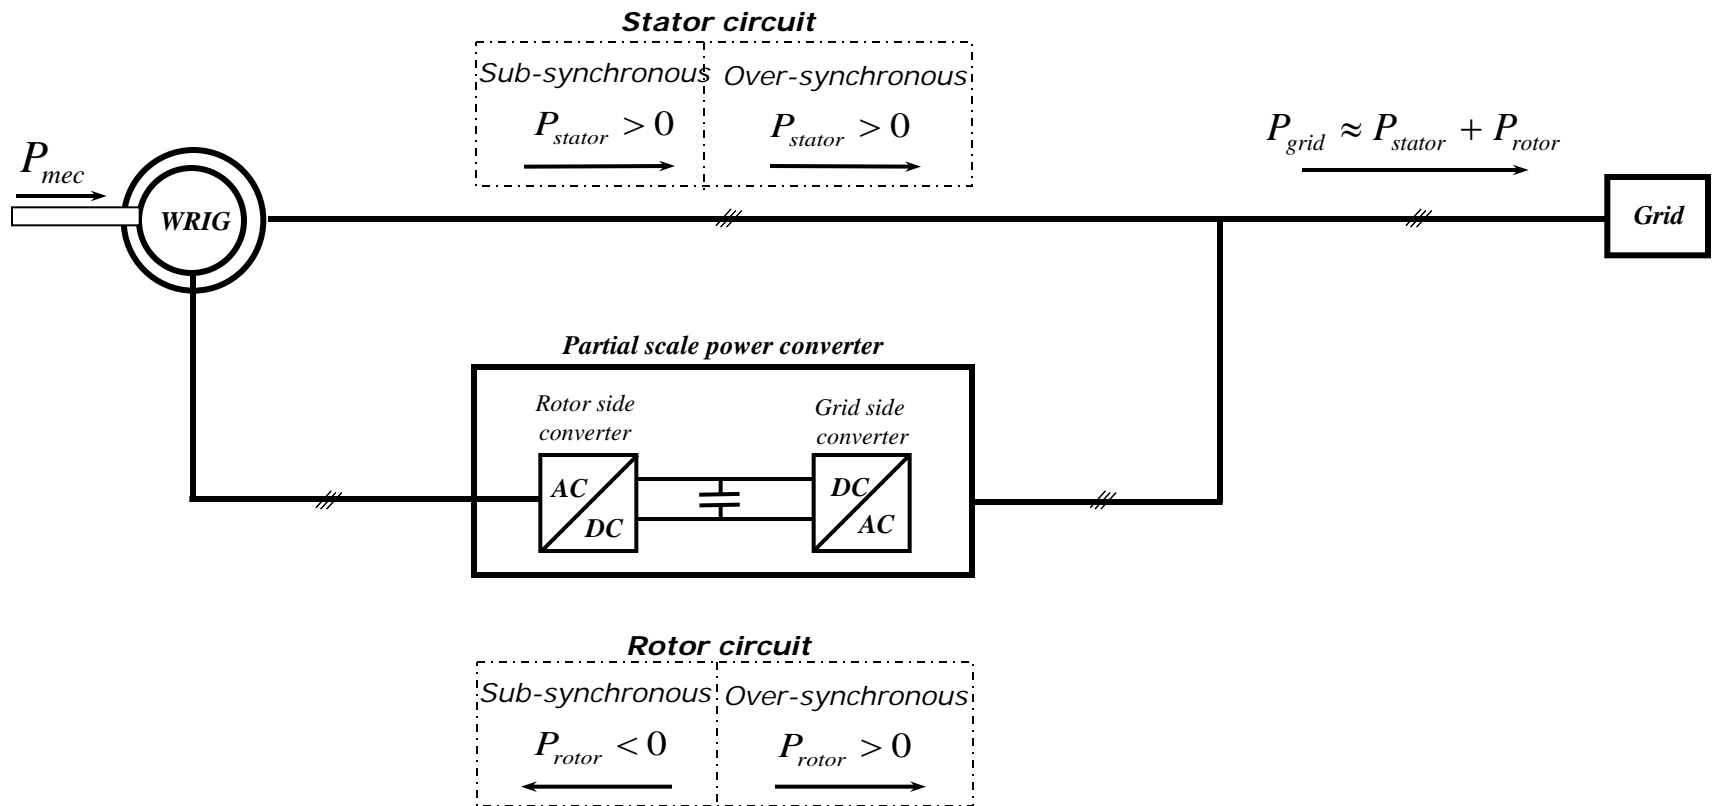 Stator circuit
Sub-synchronous Over-synchronous
P_stator > 0 P_stator > 0
P_mec
P_grid ≈ P_stator + P_rotor
WRIG
Grid
Partial scale power converter
Rotor side
converter
Grid side
converter
AC
DC
DC
AC
Rotor circuit
Sub-synchronous Over-synchronous
P_rotor < 0 P_rotor > 0